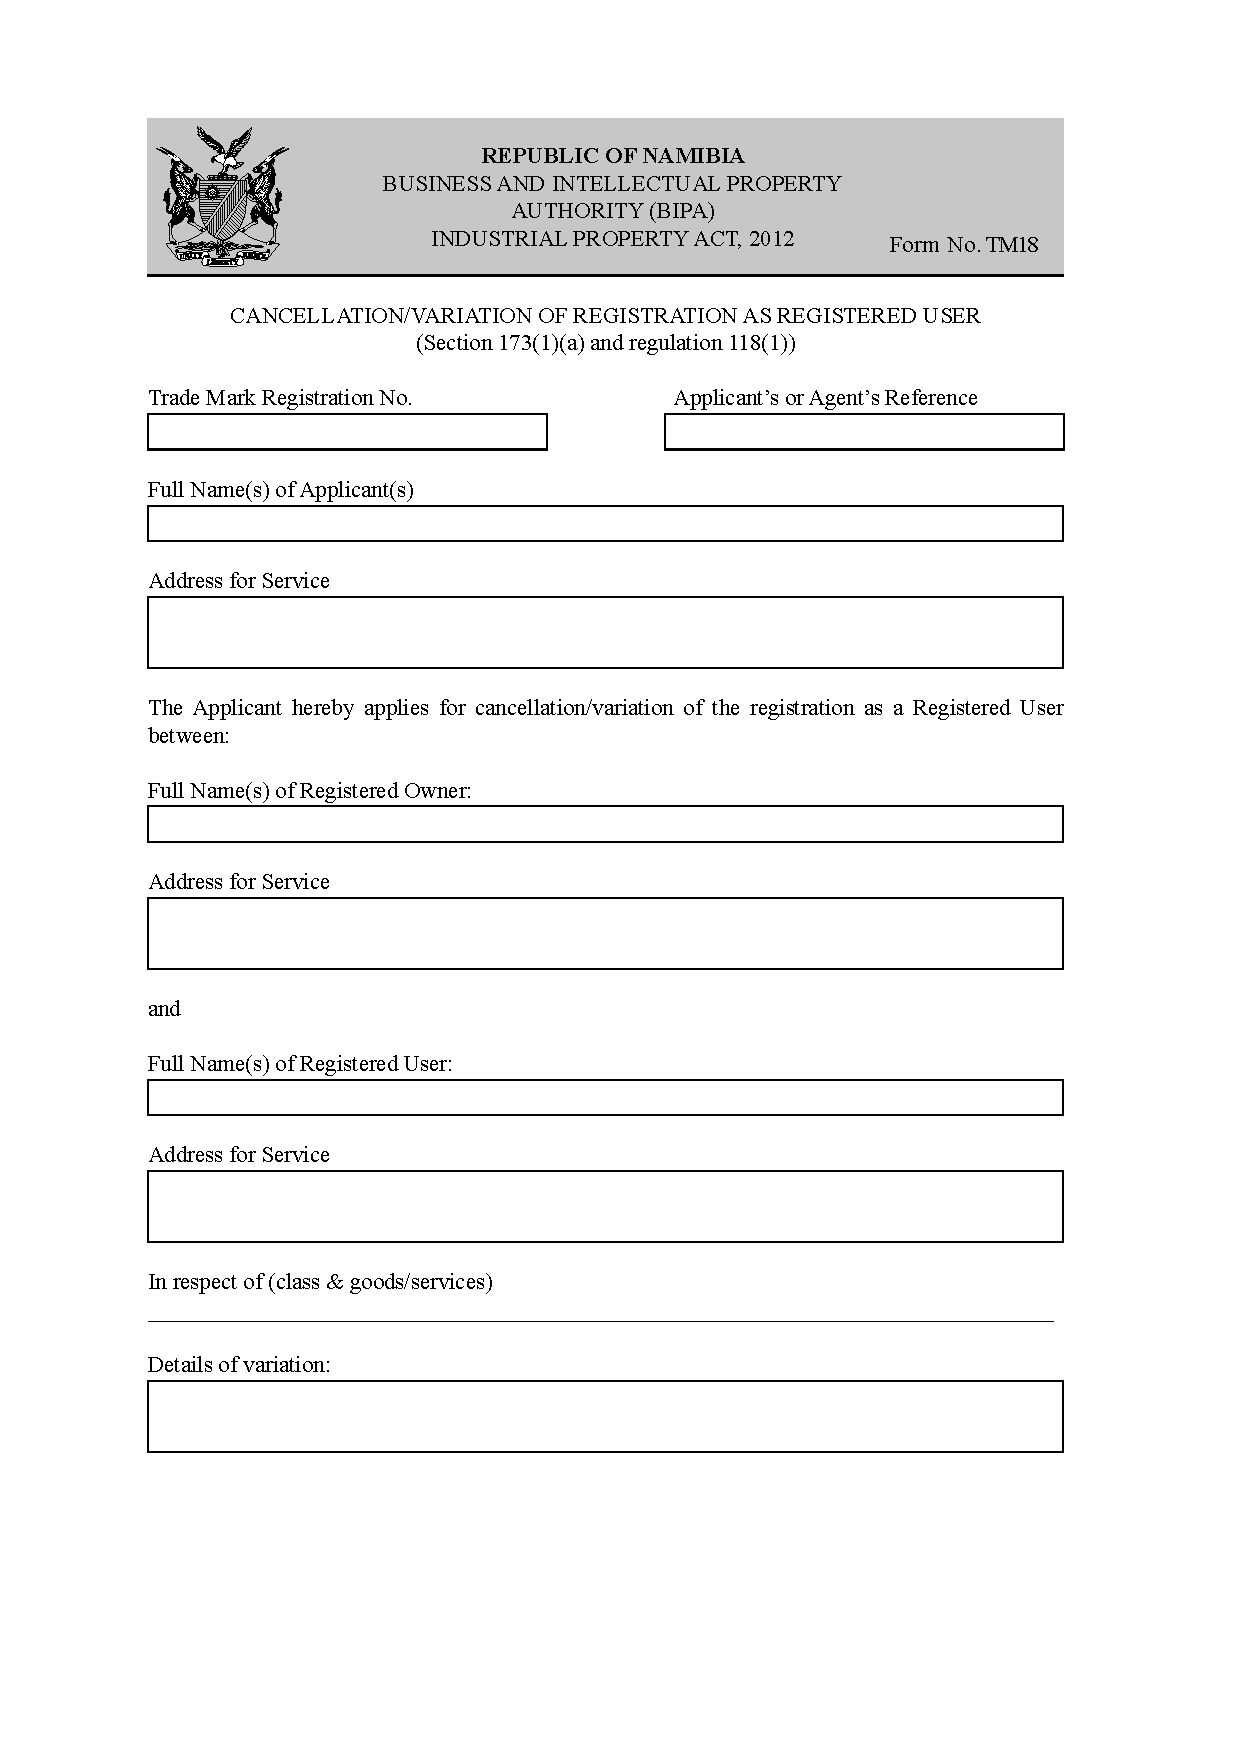 REPUBLIC OF NAMIBIA
BUSINESS AND INTELLECTUAL PROPERTY
AUTHORITY (BIPA)
INDUSTRIAL PROPERTY ACT, 2012
Form No. TM18
CANCELLATION/VARIATION OF REGISTRATION AS REGISTERED USER
(Section 173(1)(a) and regulation 118(1))
Trade Mark Registration No.
Applicant’s or Agent’s Reference
Full Name(s) of Applicant(s)
Address for Service
The Applicant hereby applies for cancellation/variation of the registration as a Registered User
between:
Full Name(s) of Registered Owner:
Address for Service
and
Full Name(s) of Registered User:
Address for Service
In respect of (class & goods/services)
Details of variation: